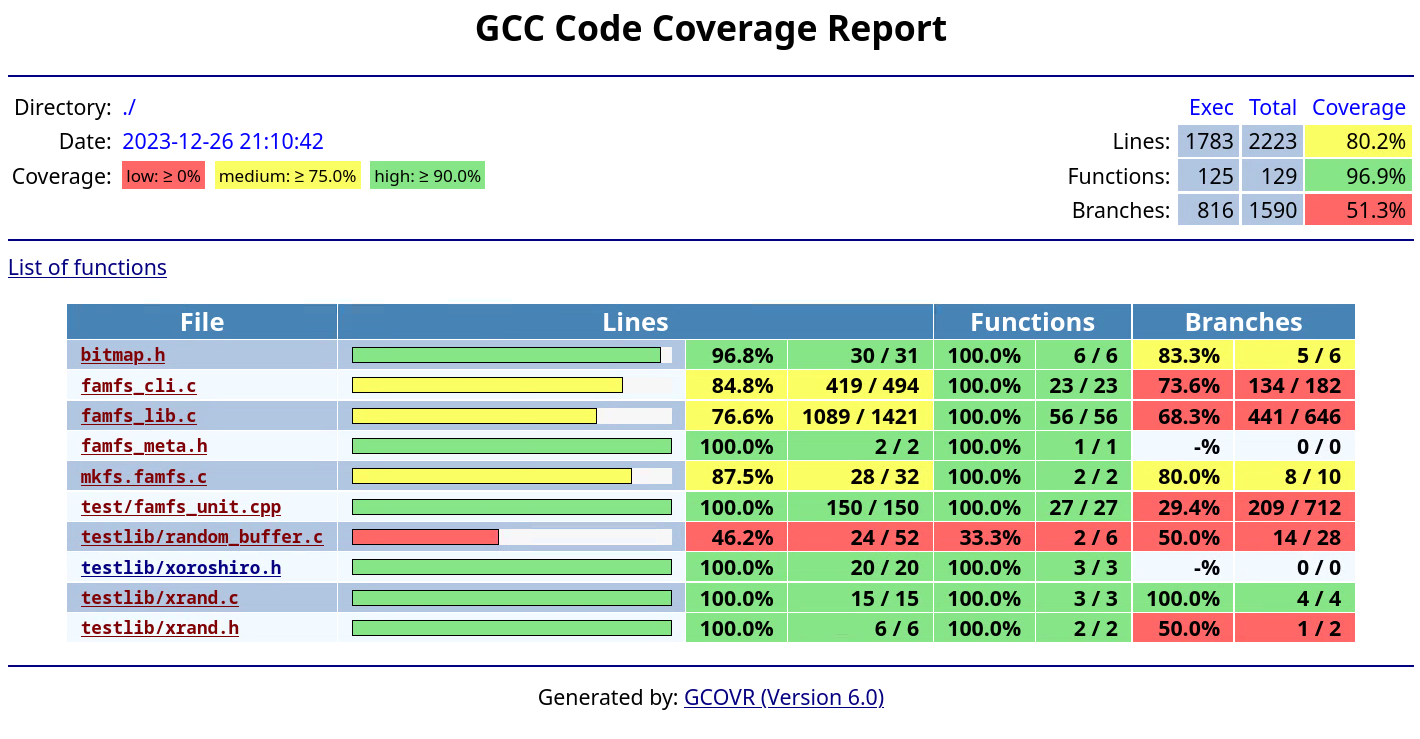 GCC Code Coverage Report
Directory: ./
Date: 2023-12-26 21:10:42
Coverage: low: ≥ 0% medium: ≥ 75.0% high: ≥ 90.0%
Exec Total Coverage
Lines: 1783 2223 80.2%
Functions: 125 129 96.9%
Branches: 816 1590 51.3%
List of functions
File Lines Functions Branches
bitmap.h 96.8% 30 / 31 100.0% 6 / 6 83.3% 5 / 6
famfs_cli.c 84.8% 419 / 494 100.0% 23 / 23 73.6% 134 / 182
famfs_lib.c 76.6% 1089 / 1421 100.0% 56 / 56 68.3% 441 / 646
famfs_meta.h 100.0% 2 / 2 100.0% 1 / 1 -% 0 / 0
mkfs.famfs.c 87.5% 28 / 32 100.0% 2 / 2 80.0% 8 / 10
test/famfs_unit.cpp 100.0% 150 / 150 100.0% 27 / 27 29.4% 209 / 712
testlib/random_buffer.c 46.2% 24 / 52 33.3% 2 / 6 50.0% 14 / 28
testlib/xoroshiro.h 100.0% 20 / 20 100.0% 3 / 3 -% 0 / 0
testlib/xrand.c 100.0% 15 / 15 100.0% 3 / 3 100.0% 4 / 4
testlib/xrand.h 100.0% 6 / 6 100.0% 2 / 2 50.0% 1 / 2
Generated by: GCOVR (Version 6.0)